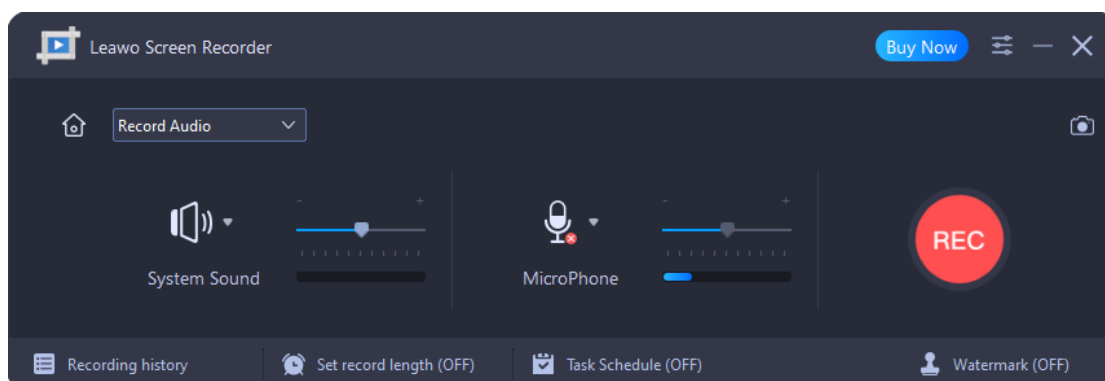 Leawo Screen Recorder
Buy Now
Record Audio
- +
- +
System Sound
MicroPhone
REC
Recording history
Set record length (OFF)
Task Schedule (OFF)
Watermark (OFF)